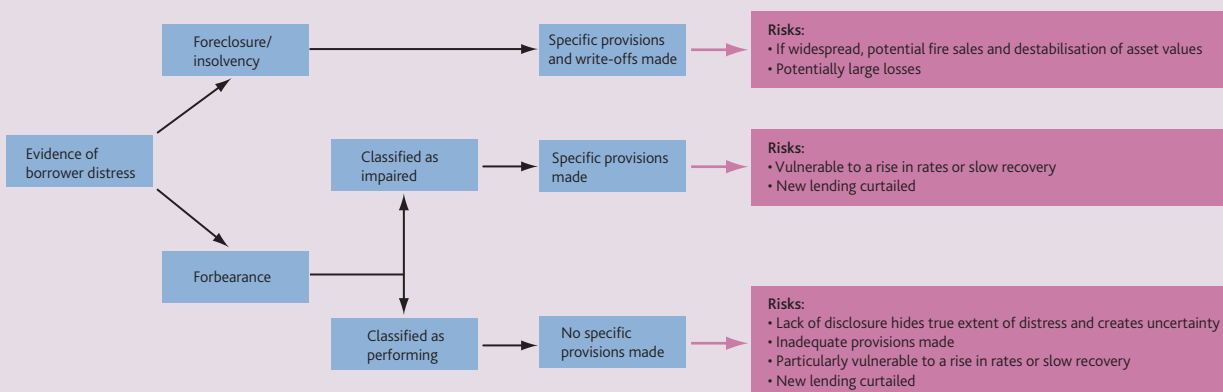 Foreclosure/
insolvency
Specific provisions
and write-offs made
Risks:
• If widespread, potential fire sales and destabilisation of asset values
• Potentially large losses
Evidence of
borrower distress
Classified as
impaired
Specific provisions
made
Risks:
• Vulnerable to a rise in rates or slow recovery
• New lending curtailed
Forbearance
Classified as
performing
No specific
provisions made
Risks:
• Lack of disclosure hides true extent of distress and creates uncertainty
• Inadequate provisions made
• Particularly vulnerable to a rise in rates or slow recovery
• New lending curtailed